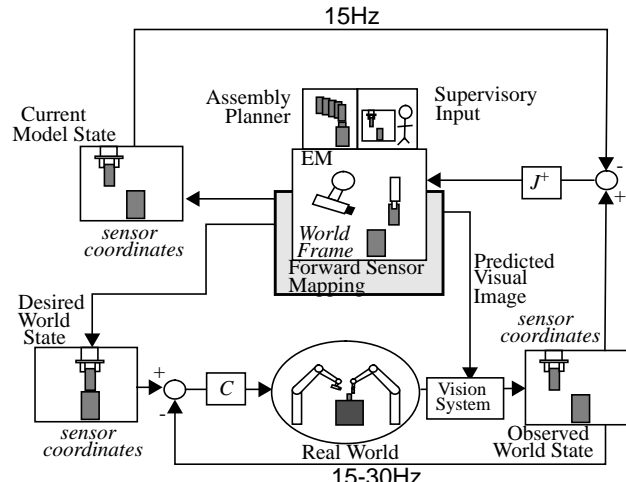 15Hz
Assembly
Planner
Supervisory
Input
Current
Model State
EM
J+
-
+
sensor
coordinates
World
Frame
Forward Sensor
Mapping
Predicted
Visual
Image
Desired
World
State
sensor
coordinates
+
-
C
Vision
System
sensor
coordinates
Real World
Observed
World State
15-30Hz